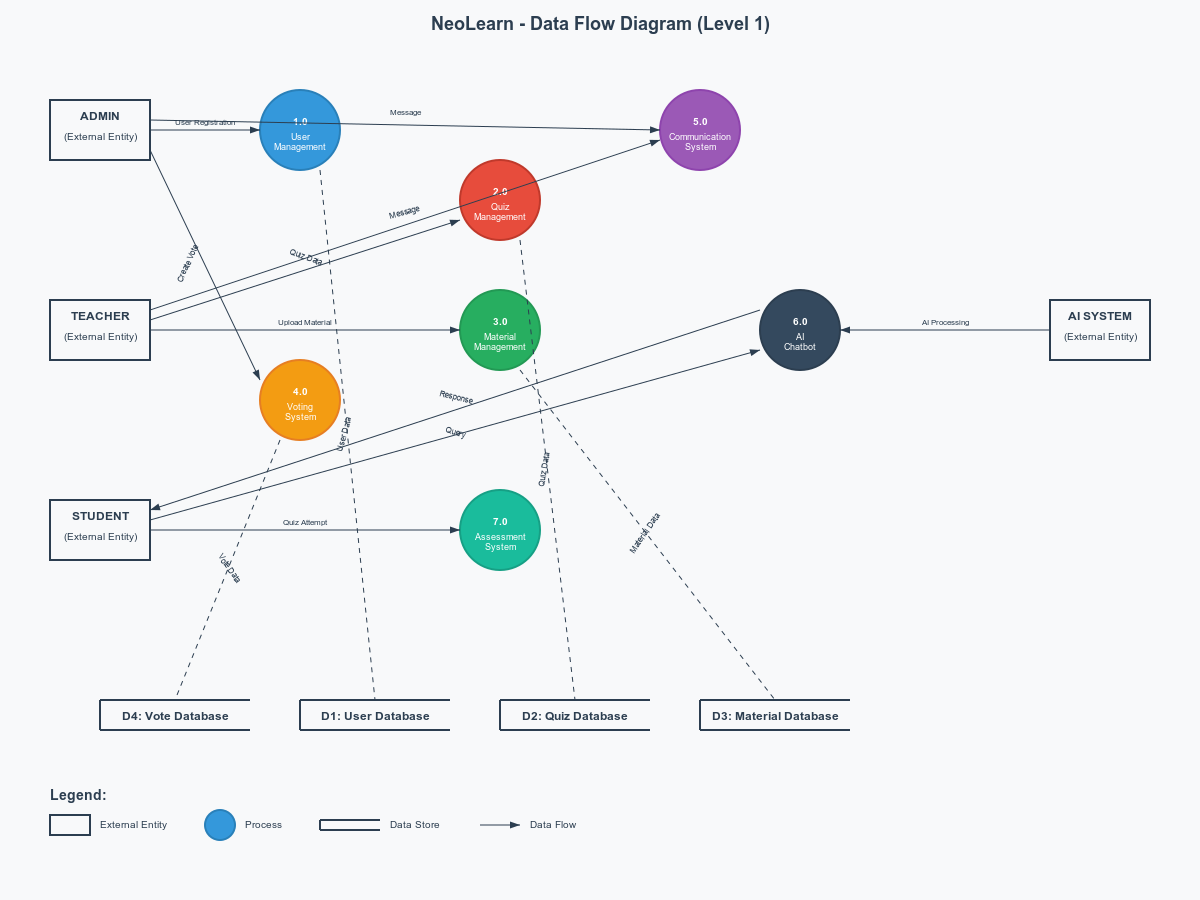 NeoLearn - Data Flow Diagram (Level 1)
ADMIN
(External Entity)
User Registration
Message
1.0
User
Management
5.0
Communication
System
2.0
Quiz
Management
Message
Quiz Data
Create Vote
TEACHER
(External Entity)
Upload Material
3.0
Material
Management
6.0
AI
Chatbot
AI Processing
AI SYSTEM
(External Entity)
4.0
Voting
System
Response
Query
User Data
Quiz Data
STUDENT
(External Entity)
Quiz Attempt
7.0
Assessment
System
Material Data
Vote Data
D4: Vote Database
D1: User Database
D2: Quiz Database
D3: Material Database
Legend:
External Entity
Process
Data Store
Data Flow